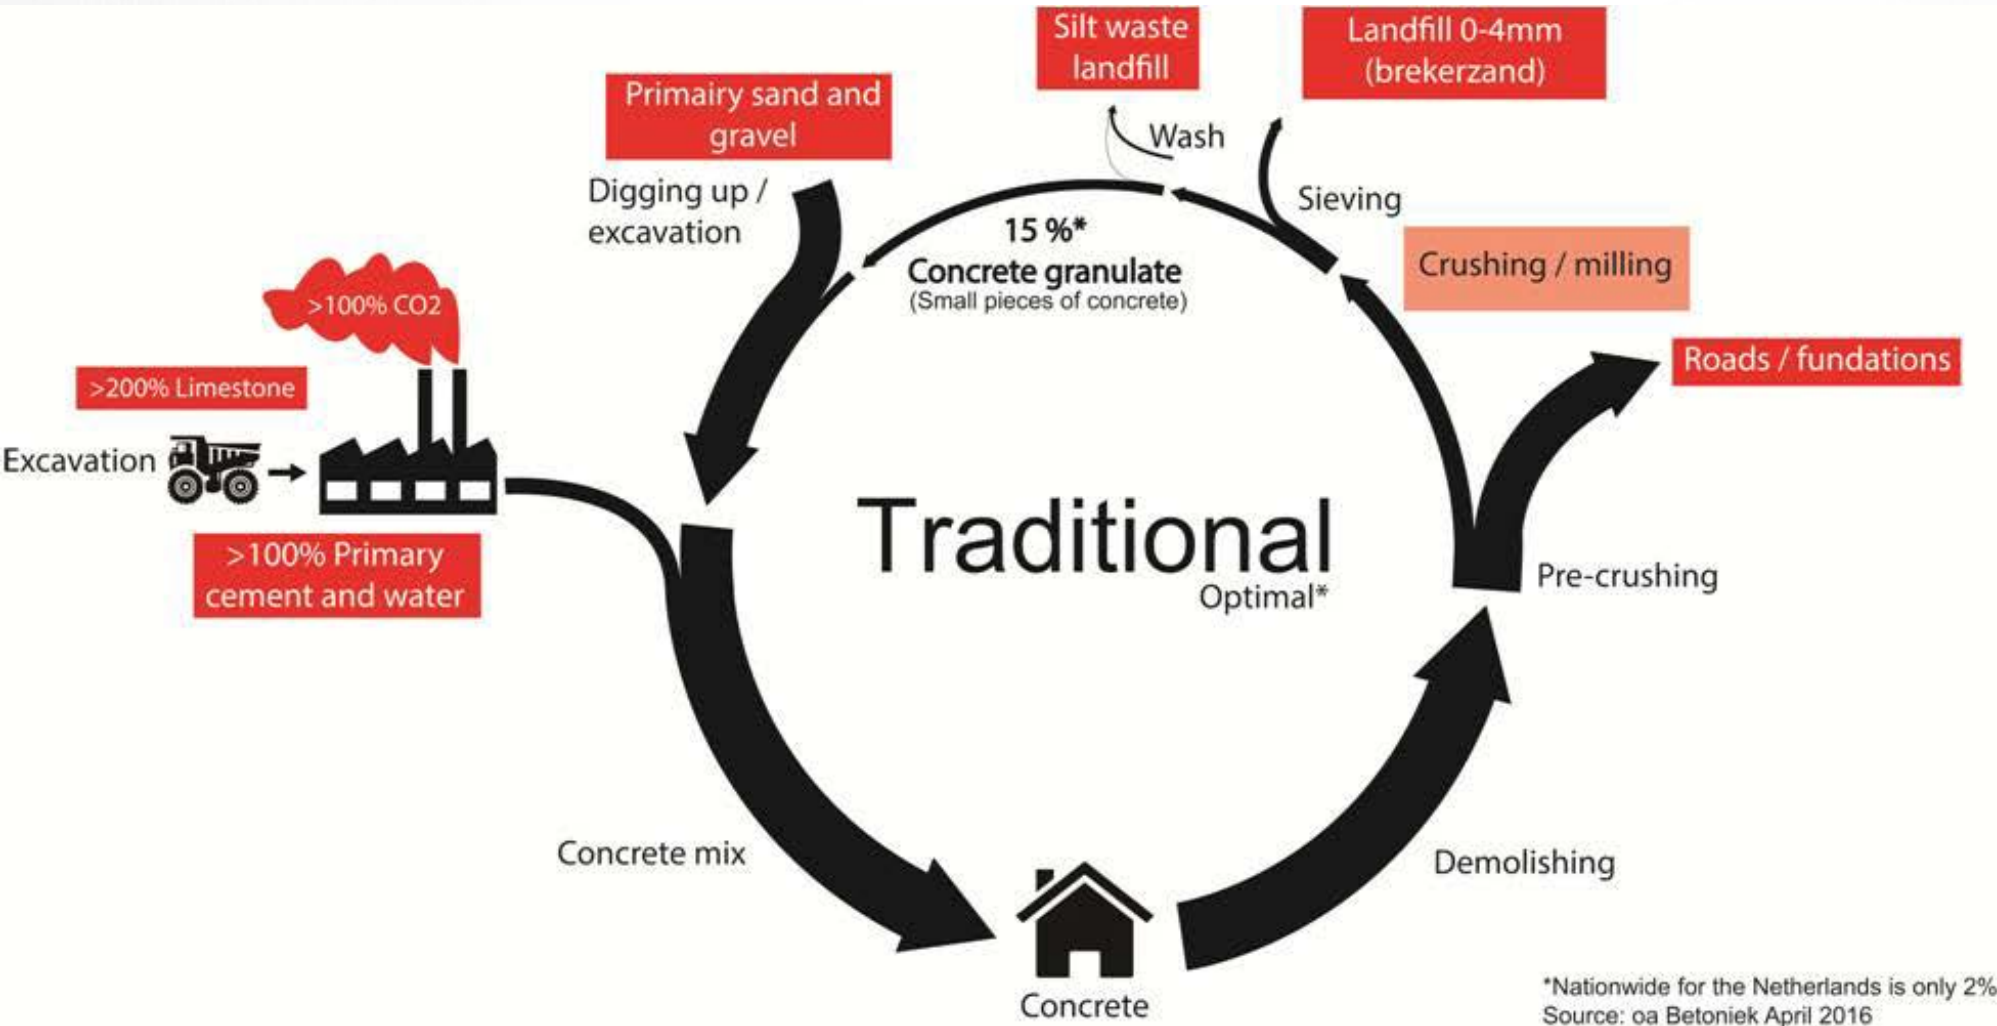 Silt waste
landfill
Landfill 0-4mm
(brekerzand)
Primairy sand and
gravel
Wash
Digging up /
excavation
Sieving
15 %*
Concrete granulate
(Small pieces of concrete)
Crushing / milling
>100% CO2
Roads / fundations
>200% Limestone
Excavation
>100% Primary
cement and water
Traditional
Optimal*
Pre-crushing
Concrete mix
Demolishing
Concrete
*Nationwide for the Netherlands is only 2%
Source: oa Betoniek April 2016